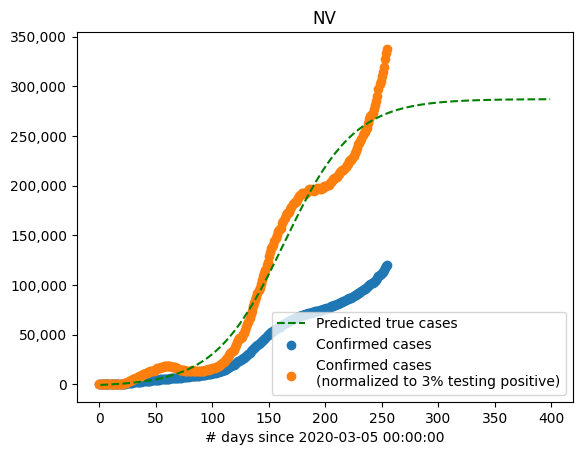 NV
350,000
300,000
250,000
200,000
150,000
100,000
50,000
0
Predicted true cases
Confirmed cases
Confirmed cases
(normalized to 3% testing positive)
0 50 100 150 200 250 300 350 400
# days since 2020-03-05 00:00:00